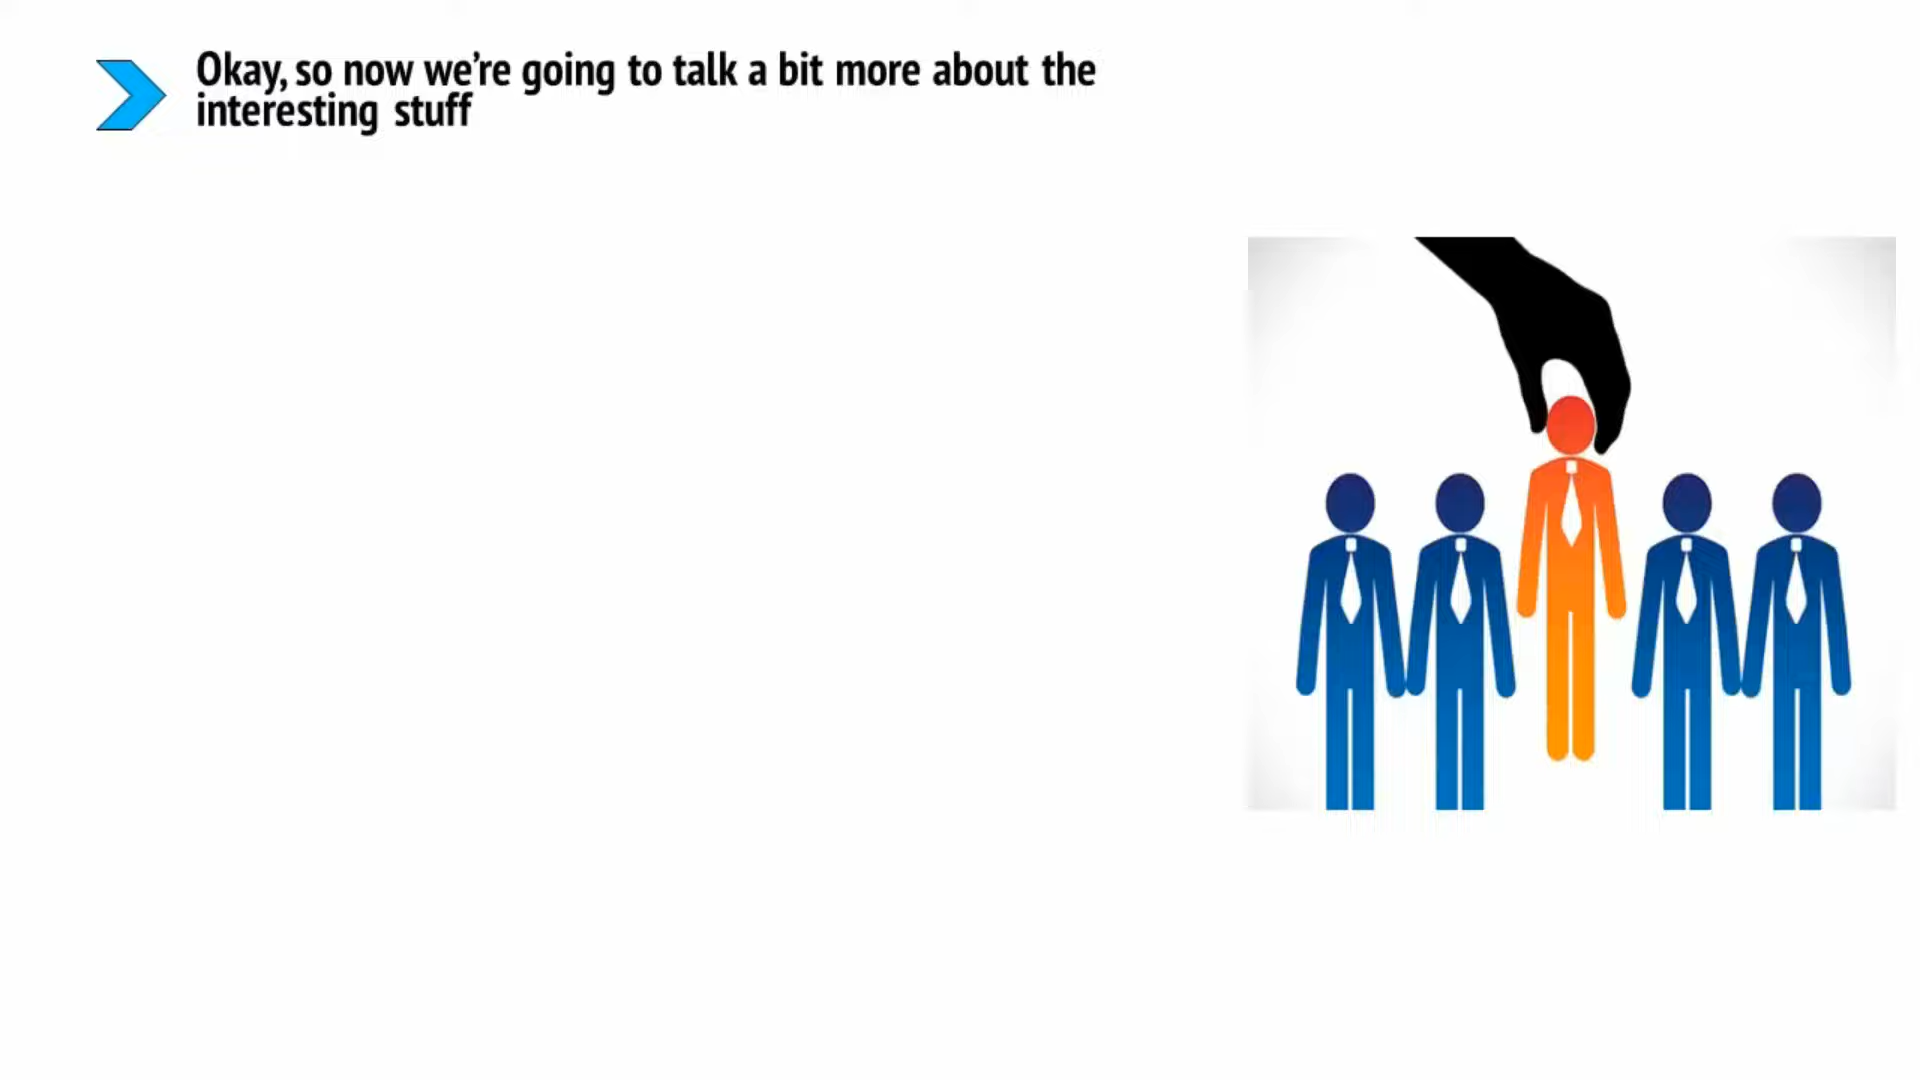 Okay, so now we’re going to talk a bit more about the
interesting stuff